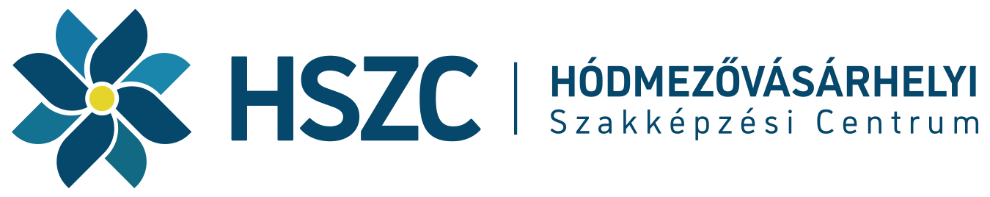 HSZC
HÓDMEZŐVÁSÁRHELYI
Szakképzési Centrum